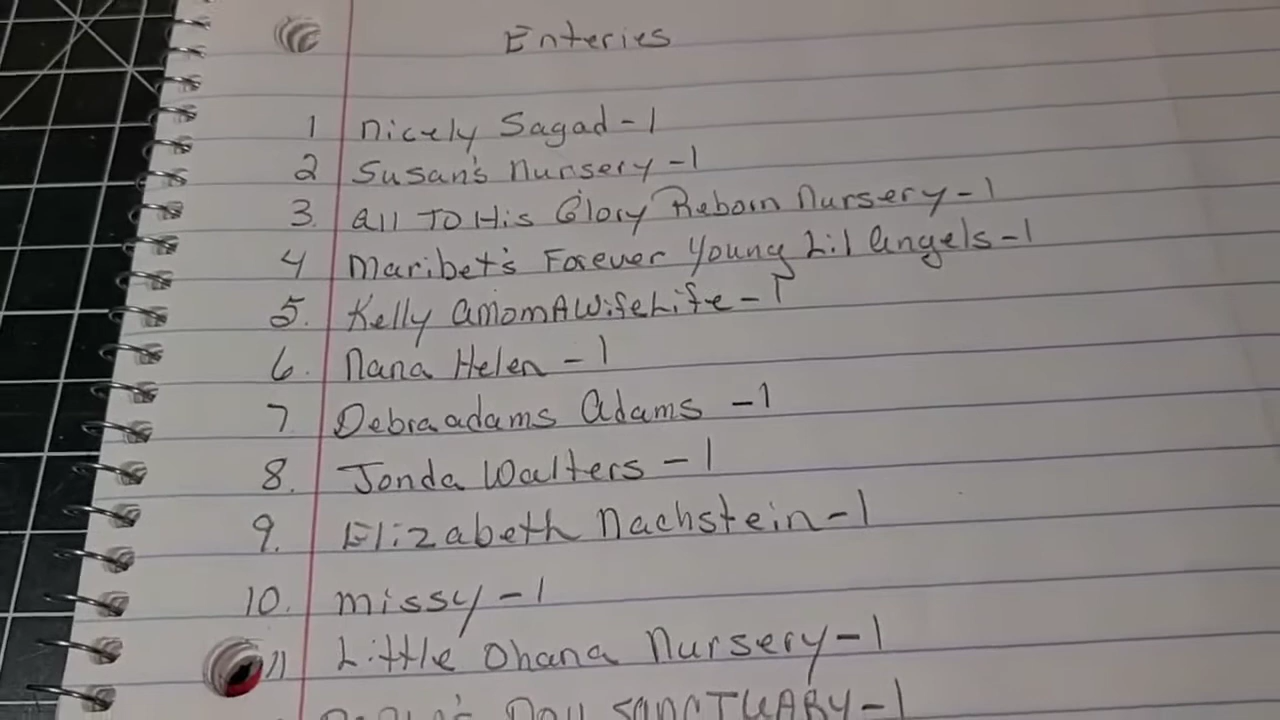 Enteries
1 Nicely Sagad-1
2 Susan's Nursery-1
3. All To His Glory Reborn Nursery-1
4 Maribet's Forever Young Lil Angels-1
5. Kelly AMomAWifeLife-1
6. Nana Helen-1
7. Debraadams Adams-1
8. Jonda Walters-1
9. Elizabeth Nachstein-1
10. Missy-1
11 Little Ohana Nursery-1
SANCTUARY-1